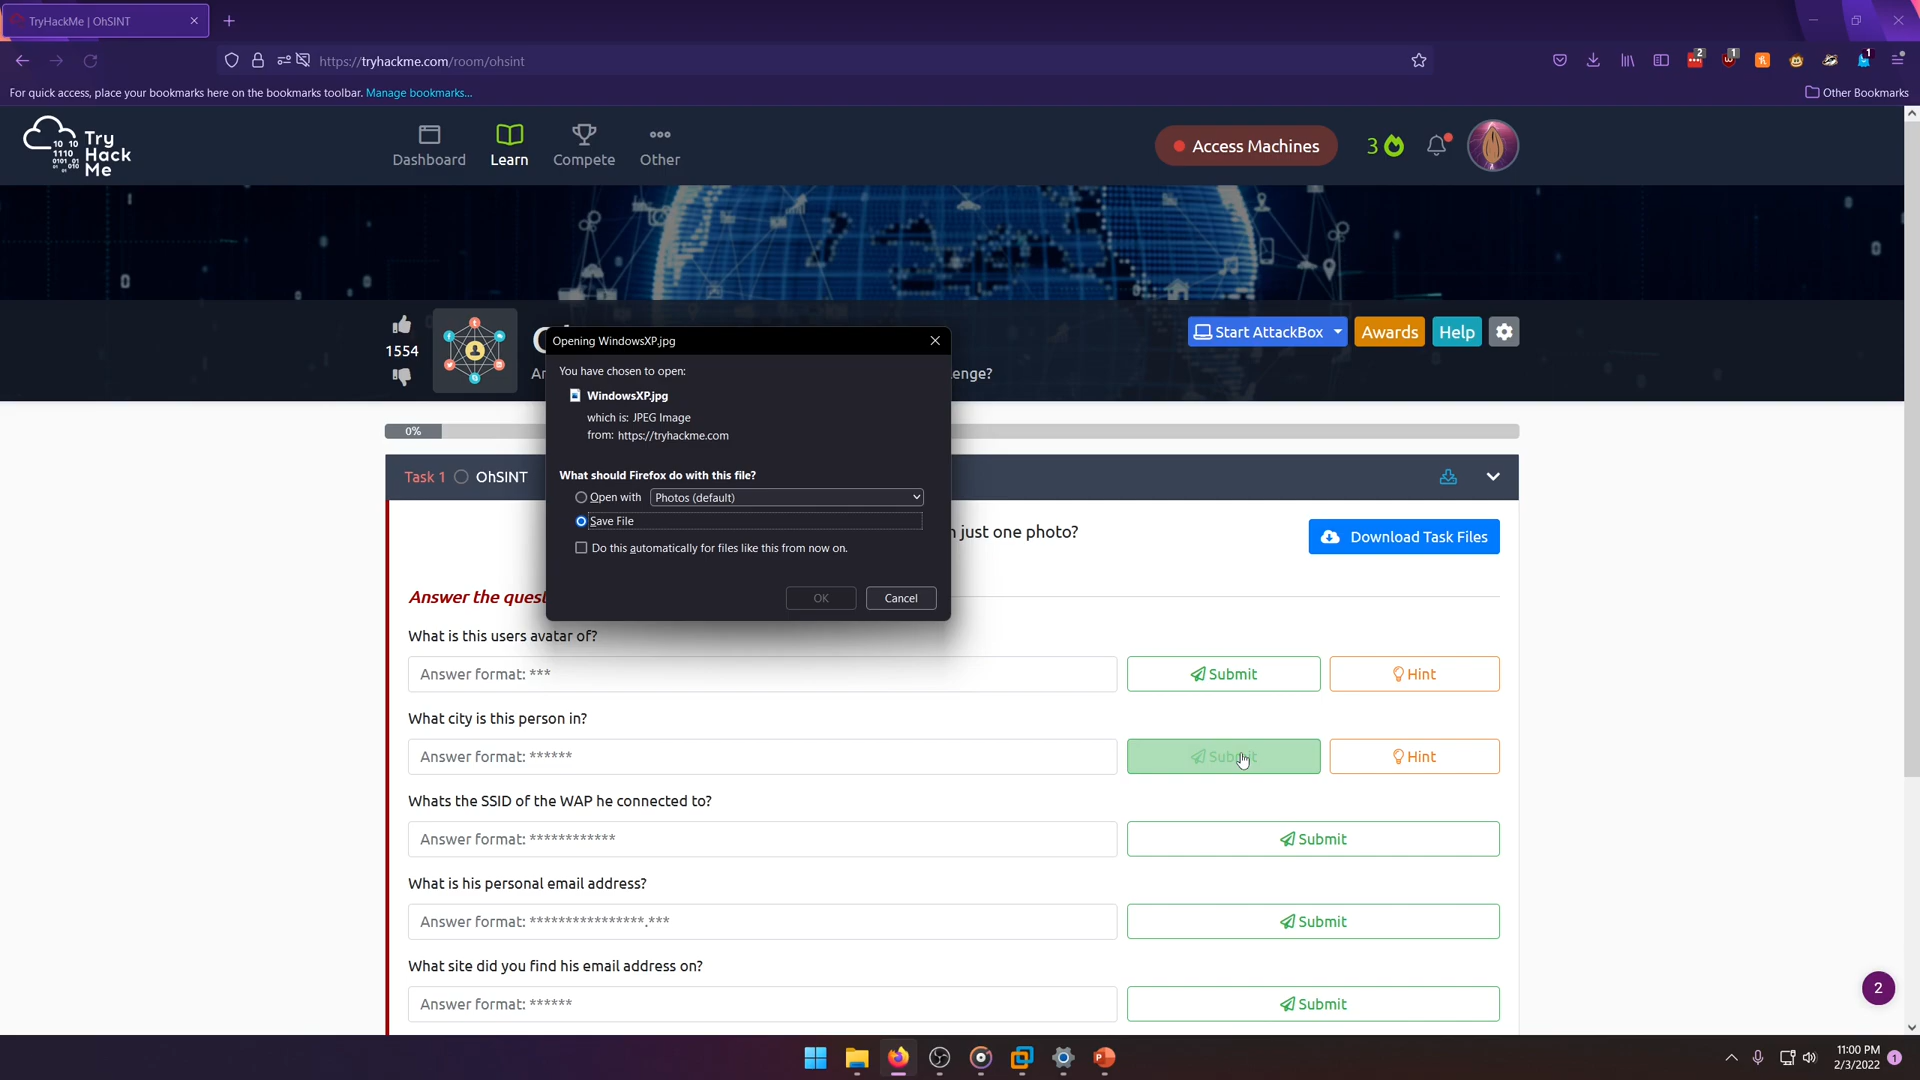 TryHackMe | OhSINT
https://tryhackme.com/room/ohsint
2
1
1
For quick access, place your bookmarks here on the bookmarks toolbar. Manage bookmarks...
Other Bookmarks
Try
Hack
Me
Dashboard
Learn
Compete
Other
Access Machines
3
1554
Start AttackBox
Awards
Help
enge?
0%
Opening WindowsXP.jpg
You have chosen to open:
WindowsXP.jpg
which is: JPEG Image
from: https://tryhackme.com
What should Firefox do with this file?
Open with Photos (default)
Save File
Do this automatically for files like this from now on.
OK
Cancel
Task 1 OhSINT
just one photo?
Download Task Files
Answer the quest
What is this users avatar of?
Answer format: ***
Submit
Hint
What city is this person in?
Answer format: ******
Submit
Hint
Whats the SSID of the WAP he connected to?
Answer format: ************
Submit
What is his personal email address?
Answer format: ****************.***
Submit
What site did you find his email address on?
Answer format: ******
Submit
2
11:00 PM
2/3/2022
1